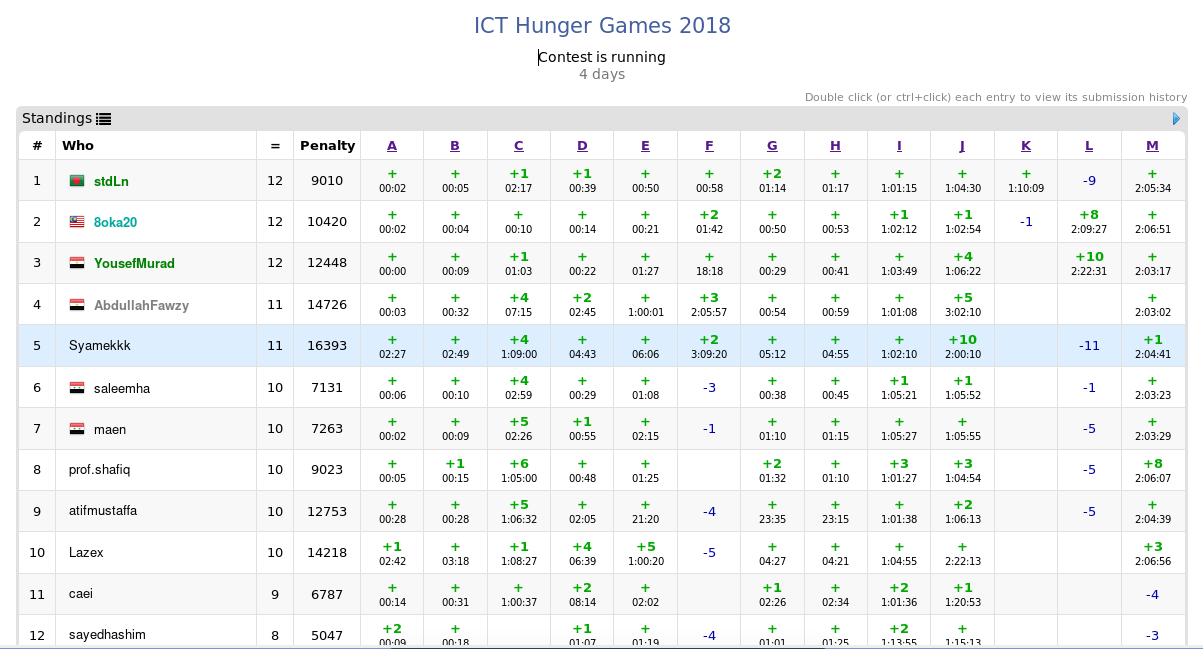 ICT Hunger Games 2018
Contest is running
4 days
Double click (or ctrl+click) each entry to view its submission history
Standings
# Who = Penalty A B C D E F G H I J K L M
1 stdLn 12 9010 + + +1 +1 + + +2 + + + + -9 +
00:02 00:05 02:17 00:39 00:50 00:58 01:14 01:17 1:01:15 1:04:30 1:10:09 2:05:34
2 8oka20 12 10420 + + + + + +2 + + +1 +1 -1 +8 +
00:02 00:04 00:10 00:14 00:21 01:42 00:50 00:53 1:02:12 1:02:54 2:09:27 2:06:51
3 YousefMurad 12 12448 + + +1 + + + + + + +4 +10 +
00:00 00:09 01:03 00:22 01:27 18:18 00:29 00:41 1:03:49 1:06:22 2:22:31 2:03:17
4 AbdullahFawzy 11 14726 + + +4 +2 + +3 + + + +5 +
00:03 00:32 07:15 02:45 1:00:01 2:05:57 00:54 00:59 1:01:08 3:02:10 2:03:02
5 Syamekkk 11 16393 + + +4 + + +2 + + + +10 -11 +1
02:27 02:49 1:09:00 04:43 06:06 3:09:20 05:12 04:55 1:02:10 2:00:10 2:04:41
6 saleemha 10 7131 + + +4 + + -3 + + +1 +1 -1 +
00:06 00:10 02:59 00:29 01:08 00:38 00:45 1:05:21 1:05:52 2:03:23
7 maen 10 7263 + + +5 +1 + -1 + + + + -5 +
00:02 00:09 02:26 00:55 02:15 01:10 01:15 1:05:27 1:05:55 2:03:29
8 prof.shafiq 10 9023 + +1 +6 + + +2 + +3 +3 -5 +8
00:05 00:15 1:05:00 00:48 01:25 01:32 01:10 1:01:27 1:04:54 2:06:07
9 atifmustaffa 10 12753 + + +5 + + -4 + + + +2 -5 +
00:28 00:28 1:06:32 02:05 21:20 23:35 23:15 1:01:38 1:06:13 2:04:39
10 Lazex 10 14218 +1 + +1 +4 +5 -5 + + + + +3
02:42 03:18 1:08:27 06:39 1:00:20 04:27 04:21 1:04:55 2:22:13 2:06:56
11 caei 9 6787 + + + +2 + +1 + +2 +1 -4
00:14 00:31 1:00:37 08:14 02:02 02:26 02:34 1:01:36 1:20:53
12 sayedhashim 8 5047 +2 + +1 + -4 + + +2 + -3
00:09 00:18 01:07 01:19 01:01 01:25 1:13:55 1:15:13